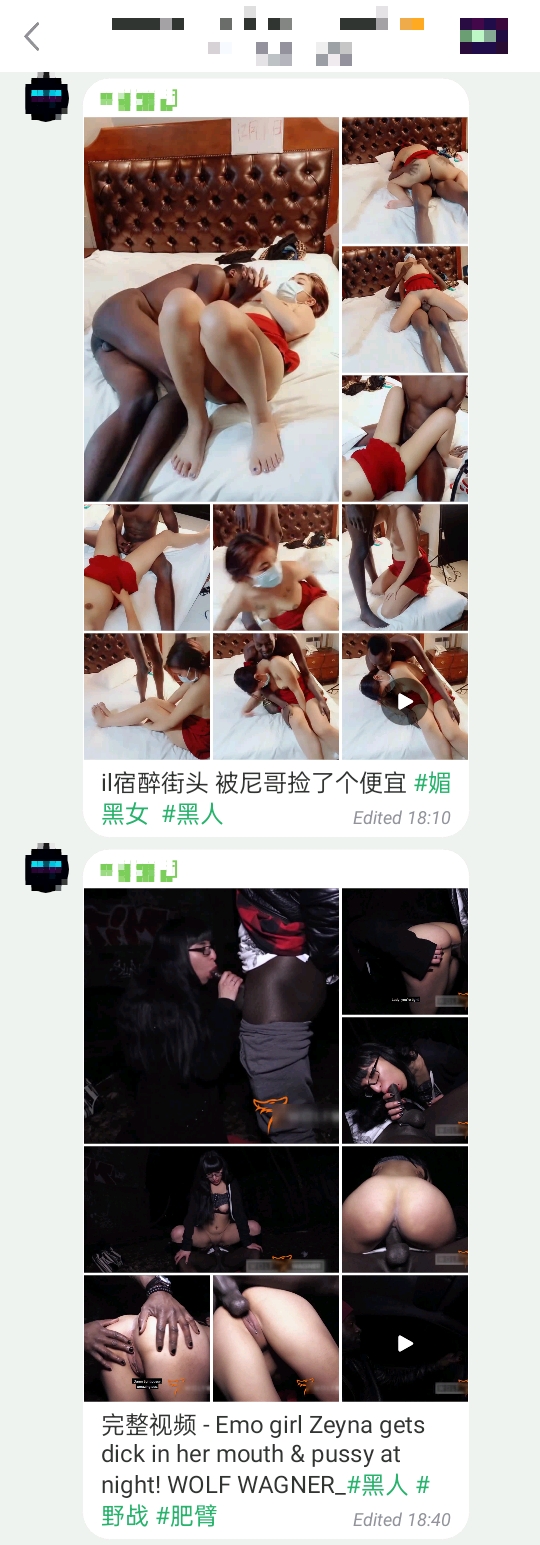 il宿醉街头 被尼哥捡了个便宜 #媚
黑女 #黑人
Edited 18:10
完整视频 - Emo girl Zeyna gets
dick in her mouth & pussy at
night! WOLF WAGNER_#黑人 #
野战 #肥臂
Edited 18:40